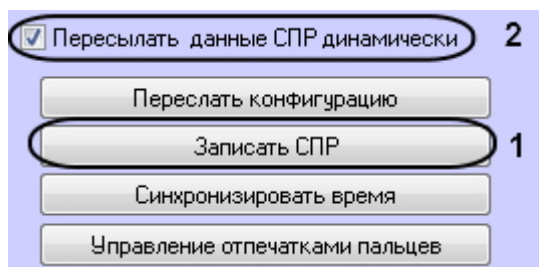 Пересылать данные СПР динамически 2
Переслать конфигурацию
Записать СПР 1
Синхронизировать время
Управление отпечатками пальцев